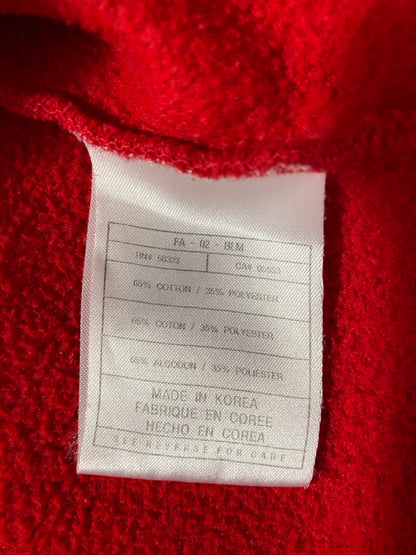 FA - 02 - BLM
RN# 56323 CA# 05553
65% COTTON / 35% POLYESTER
65% COTON / 35% POLYESTER
65% ALGODON / 35% POLIESTER
MADE IN KOREA
FABRIQUE EN COREE
HECHO EN COREA
SEE REVERSE FOR CARE